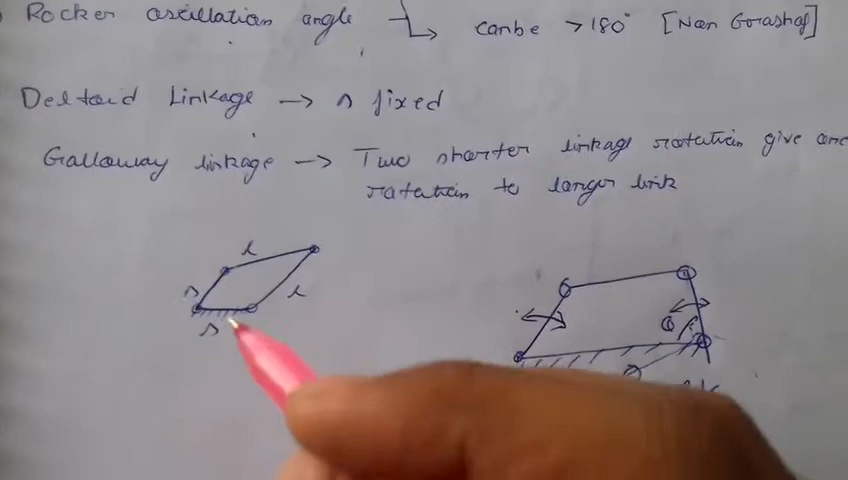 Rocker oscillation angle → can be > 180° [Non Grashof]
Deltoid Linkage → s fixed
Galloway linkage → Two shorter linkage rotation give one
rotation to longer link
l
s
l
s